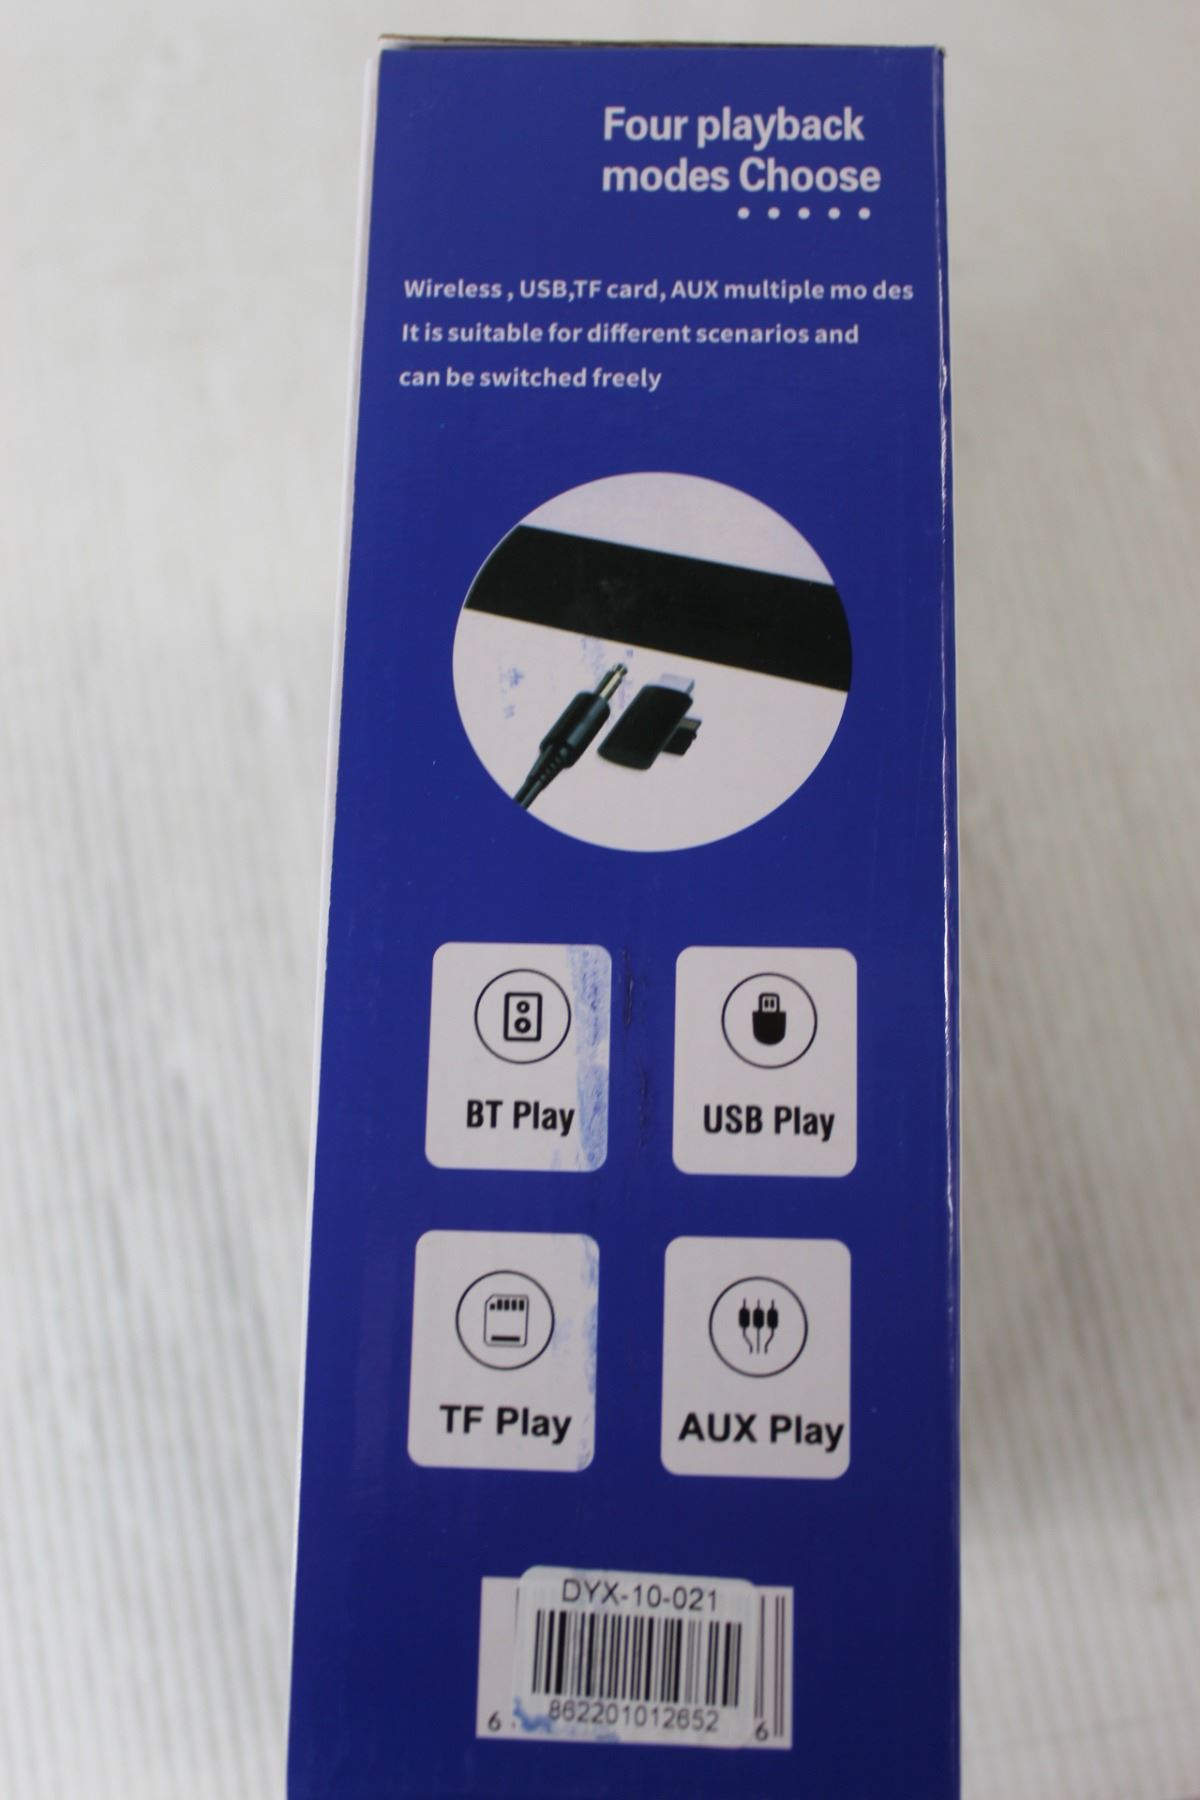 Four playback
modes Choose
Wireless , USB,TF card, AUX multiple mo des
It is suitable for different scenarios and
can be switched freely
BT Play
USB Play
TF Play
AUX Play
DYX-10-021
862201012652
6
6